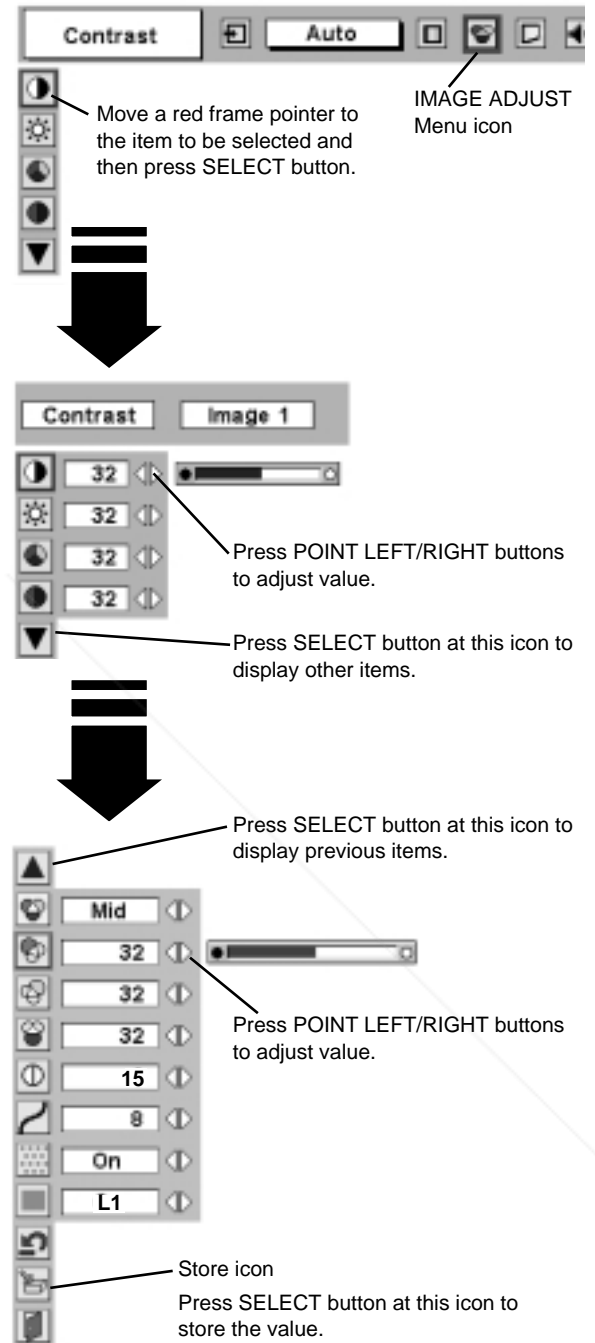 Contrast
Auto
Move a red frame pointer to
the item to be selected and
then press SELECT button.
IMAGE ADJUST
Menu icon
Contrast
Image 1
32
32
32
32
Press POINT LEFT/RIGHT buttons
to adjust value.
Press SELECT button at this icon to
display other items.
Press SELECT button at this icon to
display previous items.
Mid
32
32
32
15
8
On
L1
Press POINT LEFT/RIGHT buttons
to adjust value.
Store icon
Press SELECT button at this icon to
store the value.